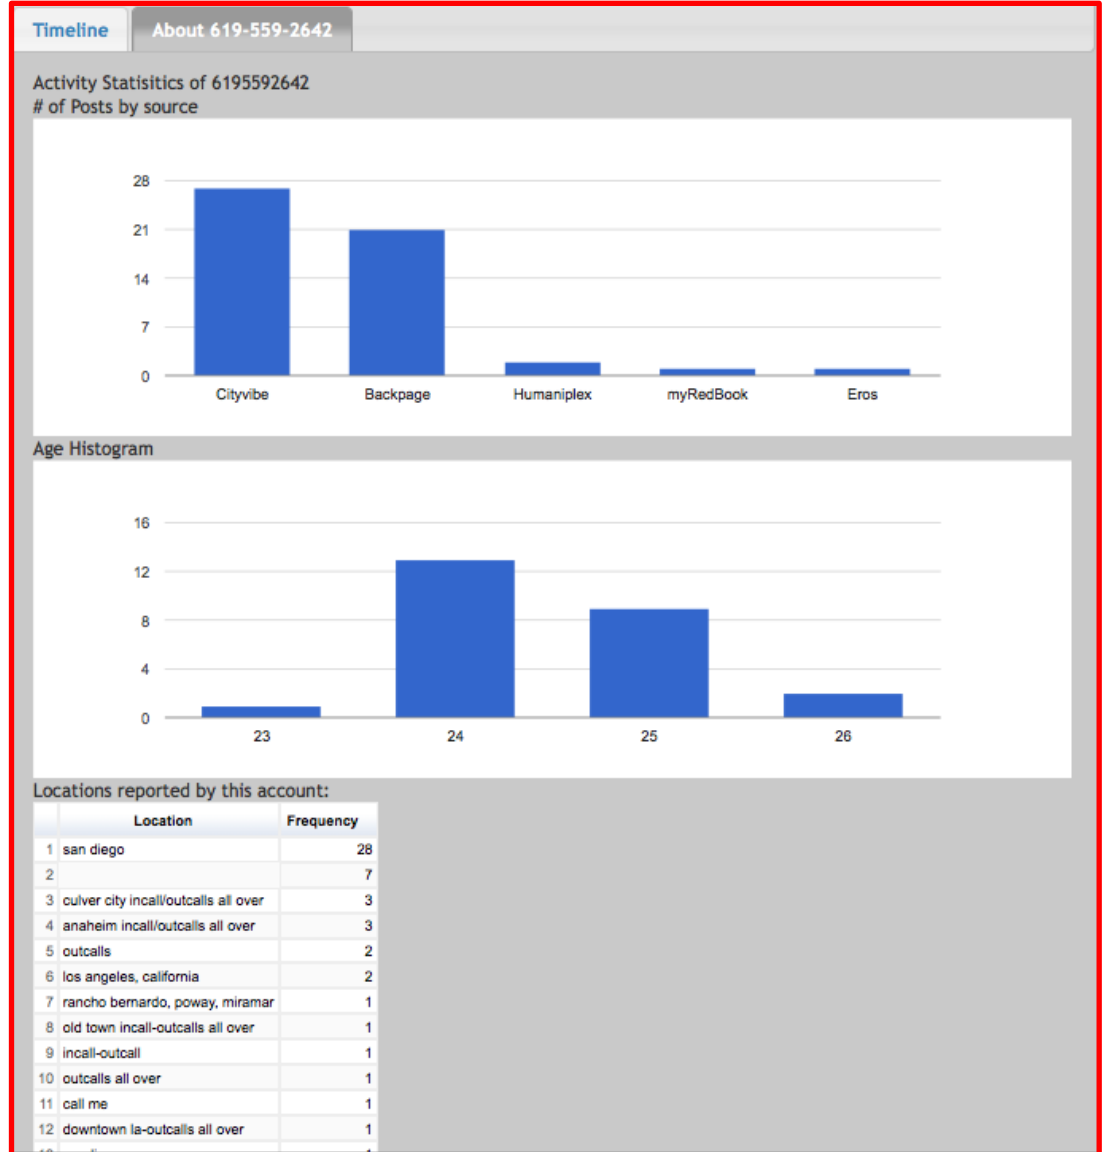 Timeline About 619-559-2642
Activity Statisitics of 6195592642
# of Posts by source
28
21
14
7
0
Cityvibe Backpage Humaniplex myRedBook Eros
Age Histogram
16
12
8
4
0
23 24 25 26
Locations reported by this account:
Location Frequency
1 san diego 28
2 7
3 culver city incall/outcalls all over 3
4 anaheim incall/outcalls all over 3
5 outcalls 2
6 los angeles, california 2
7 rancho bernardo, poway, miramar 1
8 old town incall-outcalls all over 1
9 incall-outcall 1
10 outcalls all over 1
11 call me 1
12 downtown la-outcalls all over 1